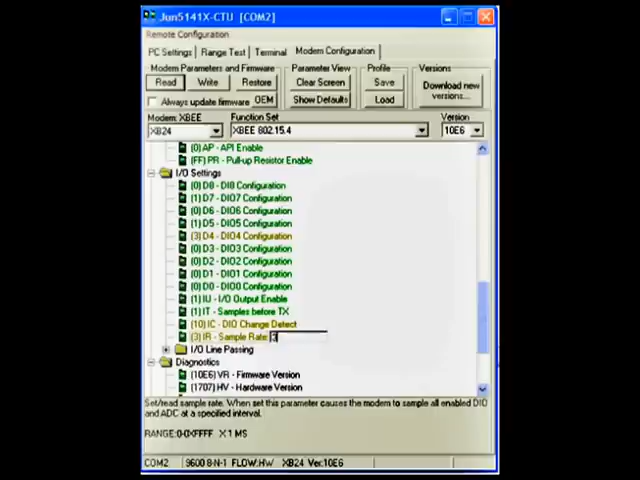 Jun5141X-CTU [COM2]
Remote Configuration
PC Settings Range Test Terminal Modem Configuration
Modem Parameters and Firmware Parameter View Profile Versions
Read Write Restore Clear Screen Save Download new versions...
Always update firmware OEM Show Defaults Load
Modem: XBEE Function Set Version
XB24 XBEE 802.15.4 10E6
(0) AP - API Enable
(FF) PR - Pull-up Resistor Enable
I/O Settings
(0) D8 - DI8 Configuration
(1) D7 - DIO7 Configuration
(0) D6 - DIO6 Configuration
(1) D5 - DIO5 Configuration
(3) D4 - DIO4 Configuration
(0) D3 - DIO3 Configuration
(0) D2 - DIO2 Configuration
(0) D1 - DIO1 Configuration
(0) D0 - DIO0 Configuration
(1) IU - I/O Output Enable
(1) IT - Samples before TX
(10) IC - DIO Change Detect
(3) IR - Sample Rate 3
I/O Line Passing
Diagnostics
(10E6) VR - Firmware Version
(1707) HV - Hardware Version
Set/read sample rate. When set this parameter causes the modem to sample all enabled DIO
and ADC at a specified interval.
RANGE:0-0XFFFF X 1 MS
COM2 9600 8-N-1 FLOW:HW XB24 Ver:10E6